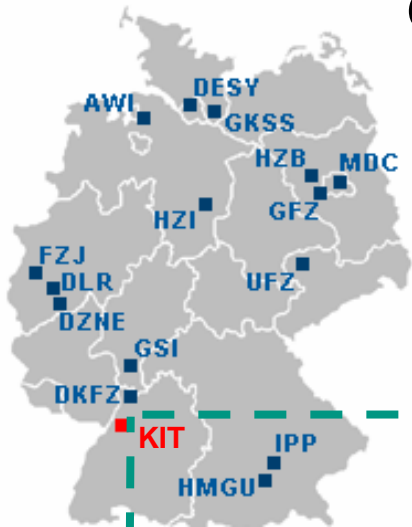 DESY
AWI
GKSS
HZB
MDC
GFZ
HZI
FZJ
DLR
UFZ
DZNE
GSI
DKFZ
KIT
IPP
HMGU